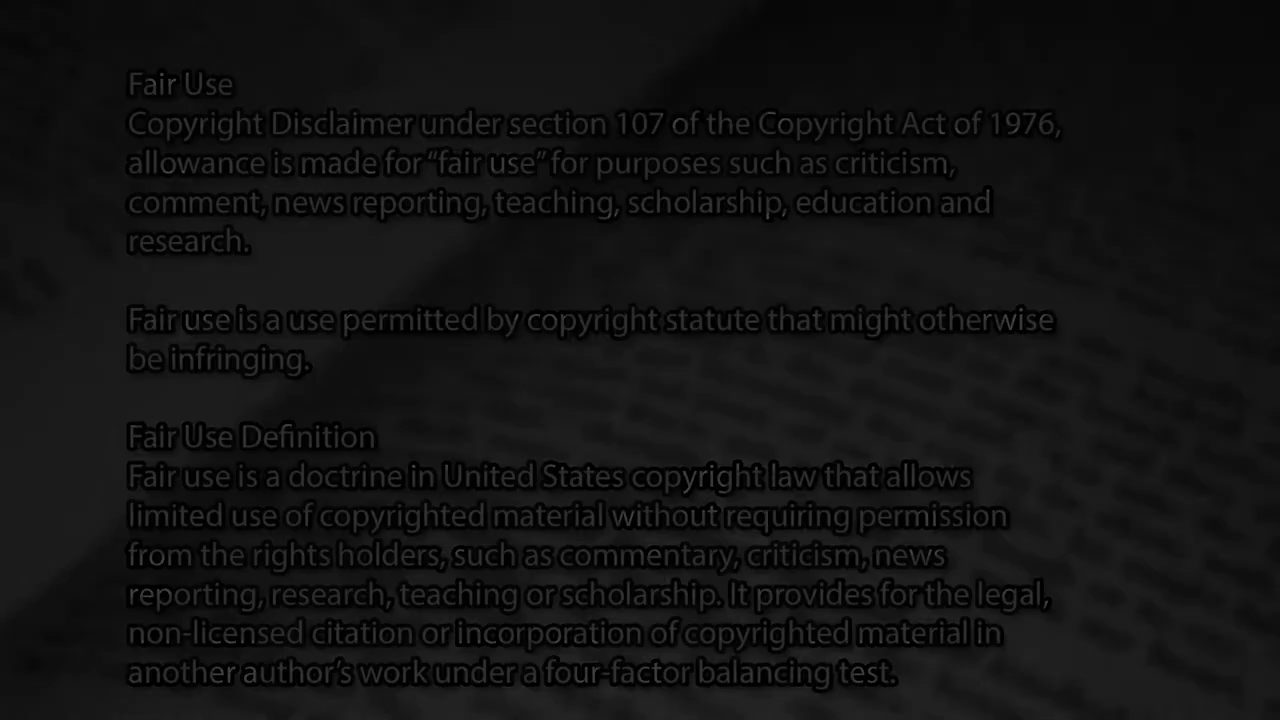 Fair Use
Copyright Disclaimer under section 107 of the Copyright Act of 1976,
allowance is made for “fair use” for purposes such as criticism,
comment, news reporting, teaching, scholarship, education and
research.
Fair use is a use permitted by copyright statute that might otherwise
be infringing.
Fair Use Definition
Fair use is a doctrine in United States copyright law that allows
limited use of copyrighted material without requiring permission
from the rights holders, such as commentary, criticism, news
reporting, research, teaching or scholarship. It provides for the legal,
non-licensed citation or incorporation of copyrighted material in
another author’s work under a four-factor balancing test.